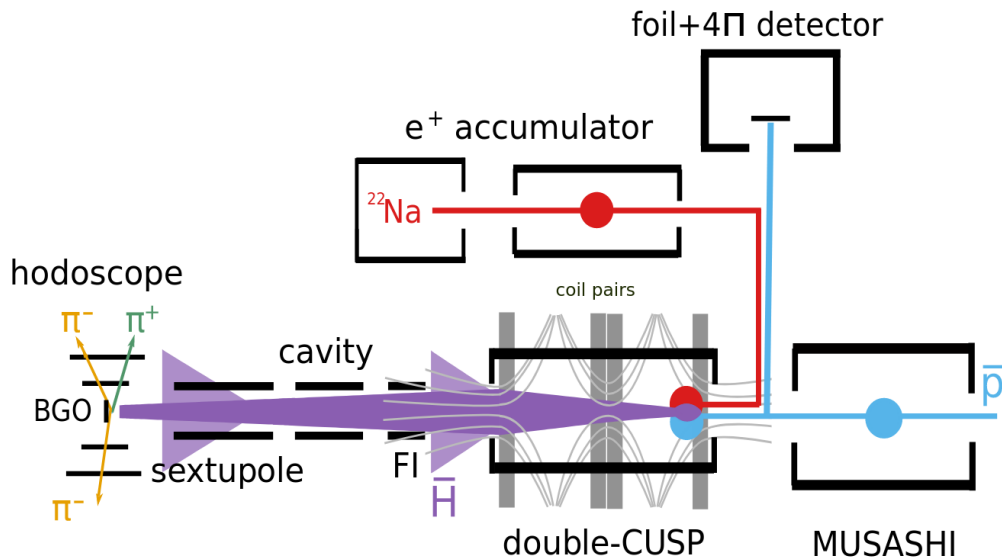 foil+4Π detector
e⁺ accumulator
²²Na
hodoscope
π⁻
π⁺
coil pairs
cavity
p̅
BGO
sextupole
FI
H̅
π⁻
double-CUSP
MUSASHI